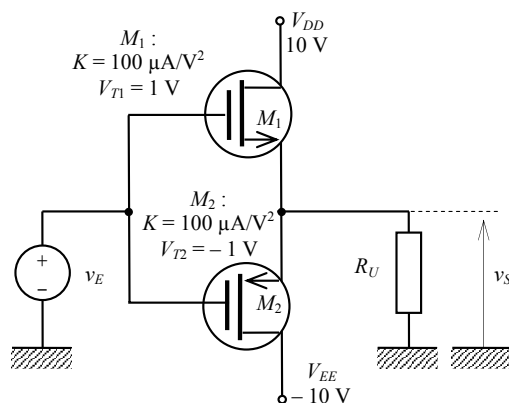 M1 :
K = 100 µA/V²
VT1 = 1 V
VDD
10 V
M1
M2 :
K = 100 µA/V²
VT2 = – 1 V
+
–
vE
M2
RU
vS
VEE
– 10 V